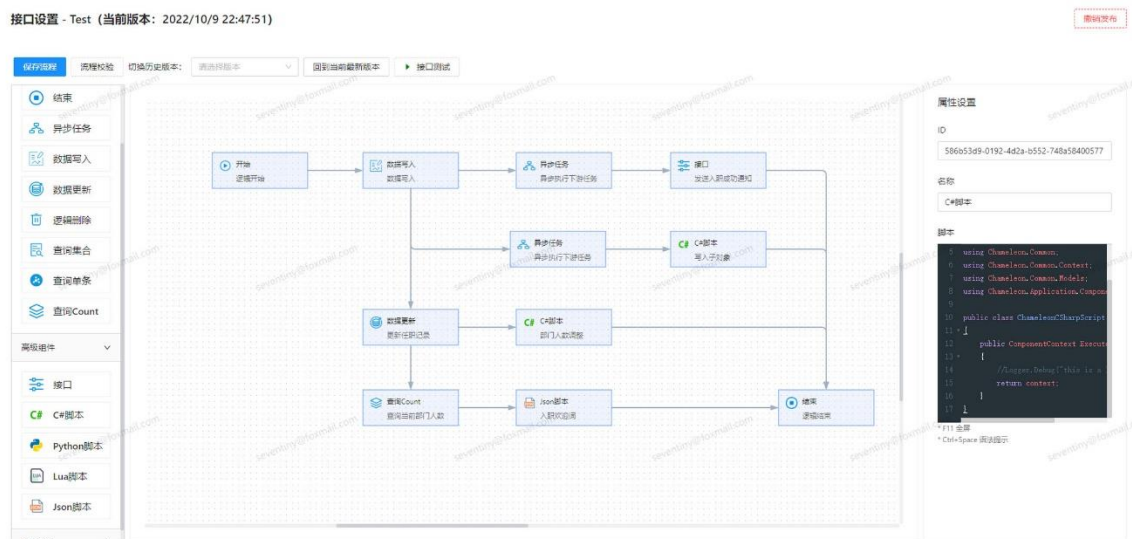 接口设置 - Test (当前版本：2022/10/9 22:47:51)
撤销发布
保存流程 流程校验 切换历史版本： 请选择版本 回到当前最新版本 接口测试
结束
异步任务
数据写入
数据更新
逻辑删除
查询集合
查询单条
查询Count
高级组件
接口
C# C#脚本
Python脚本
Lua脚本
Json脚本
开始
逻辑开始
数据写入
数据写入
异步任务
异步执行下游任务
接口
发送入职成功通知
异步任务
异步执行下游任务
C# C#脚本
写入子对象
数据更新
更新任职记录
C# C#脚本
部门人数调整
查询Count
查询当前部门人数
Json脚本
入职欢迎词
结束
逻辑结束
属性设置
ID
586b53d9-0192-4d2a-b552-748a58400577
名称
C#脚本
脚本
5 using Chameleon.Common;
6 using Chameleon.Common.Context;
7 using Chameleon.Common.Models;
8 using Chameleon.Application.Compone
9
10 public class ChameleonCSharpScript
11 {
12 public ComponentContext Execute
13 {
14 //Logger.Debug("this is a
15 return context;
16 }
17 }
* F11 全屏
* Ctrl+Space 语法提示
seventiny@foxmail.com